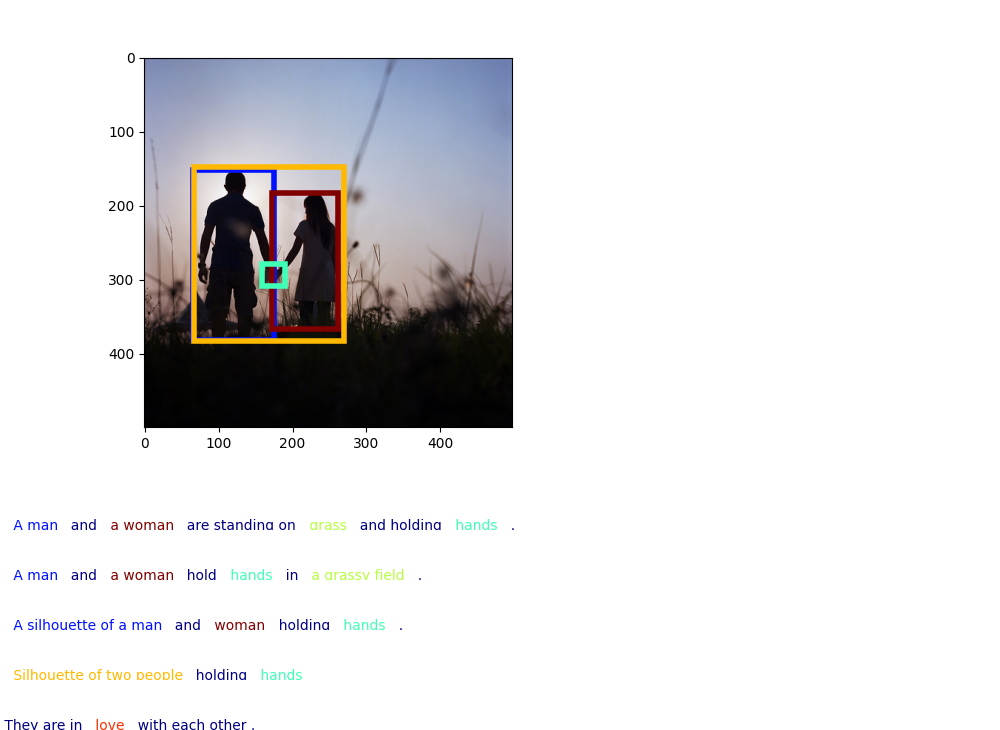 0
100
200
300
400
0 100 200 300 400
A man and a woman are standing on grass and holding hands .
A man and a woman hold hands in a grassy field .
A silhouette of a man and woman holding hands .
Silhouette of two people holding hands
They are in love with each other .